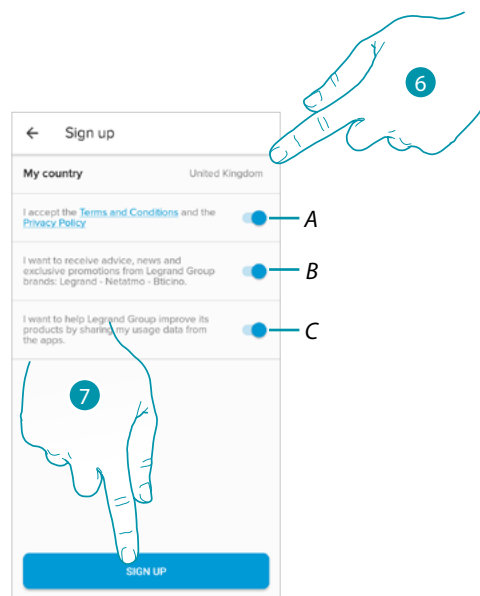 6
← Sign up
My country United Kingdom
I accept the Terms and Conditions and the
Privacy Policy
A
I want to receive advice, news and
exclusive promotions from Legrand Group
brands: Legrand - Netatmo - Bticino.
B
I want to help Legrand Group improve its
products by sharing my usage data from
the apps.
C
7
SIGN UP